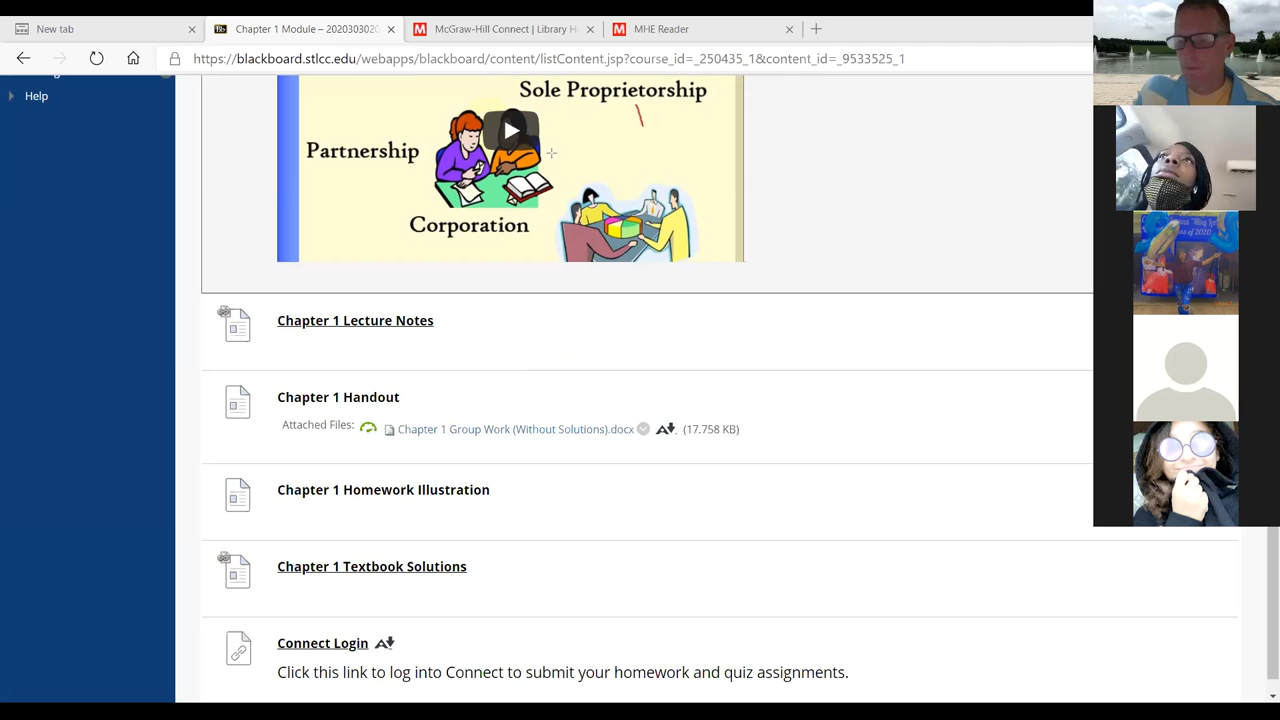 New tab
Chapter 1 Module – 202030302
McGraw-Hill Connect | Library H
MHE Reader
https://blackboard.stlcc.edu/webapps/blackboard/content/listContent.jsp?course_id=_250435_1&content_id=_9533525_1
Help
Sole Proprietorship
Partnership
Corporation
Chapter 1 Lecture Notes
Chapter 1 Handout
Attached Files: Chapter 1 Group Work (Without Solutions).docx (17.758 KB)
Chapter 1 Homework Illustration
Chapter 1 Textbook Solutions
Connect Login
Click this link to log into Connect to submit your homework and quiz assignments.
of 2020